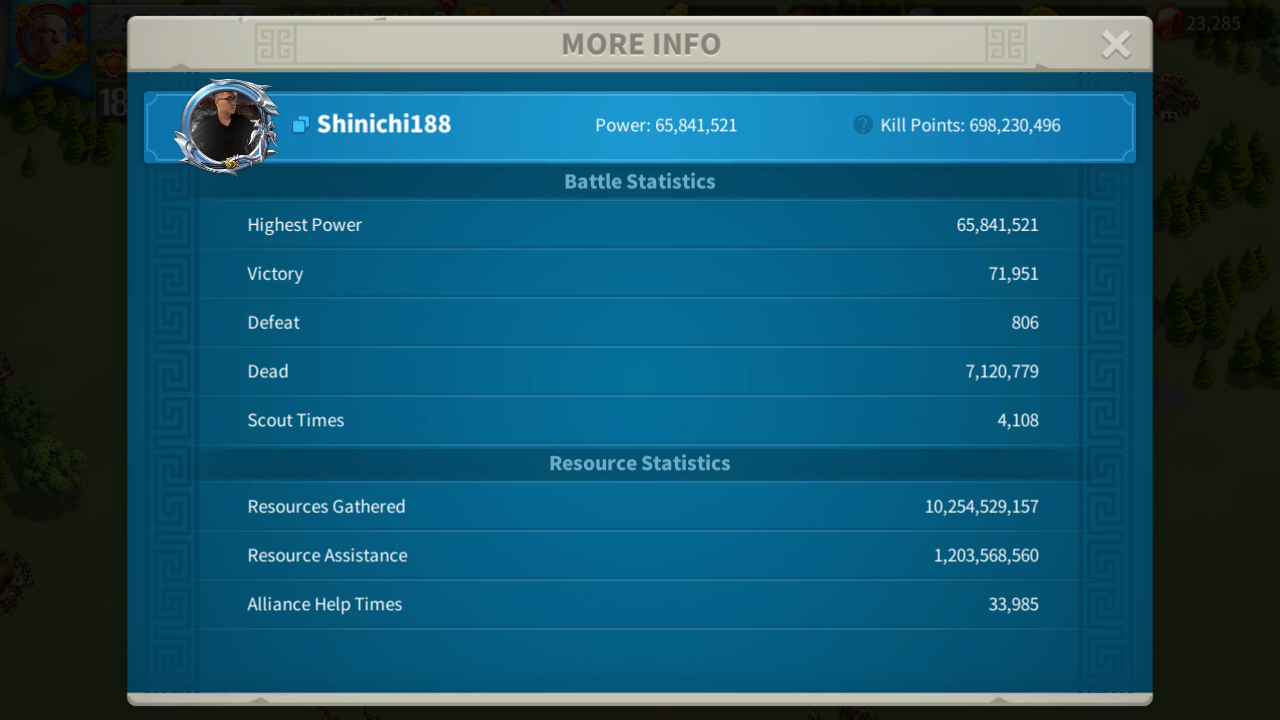 MORE INFO
23,285
18
Shinichi188 Power: 65,841,521 Kill Points: 698,230,496
22
Battle Statistics
Highest Power 65,841,521
Victory 71,951
Defeat 806
Dead 7,120,779
Scout Times 4,108
Resource Statistics
Resources Gathered 10,254,529,157
Resource Assistance 1,203,568,560
Alliance Help Times 33,985